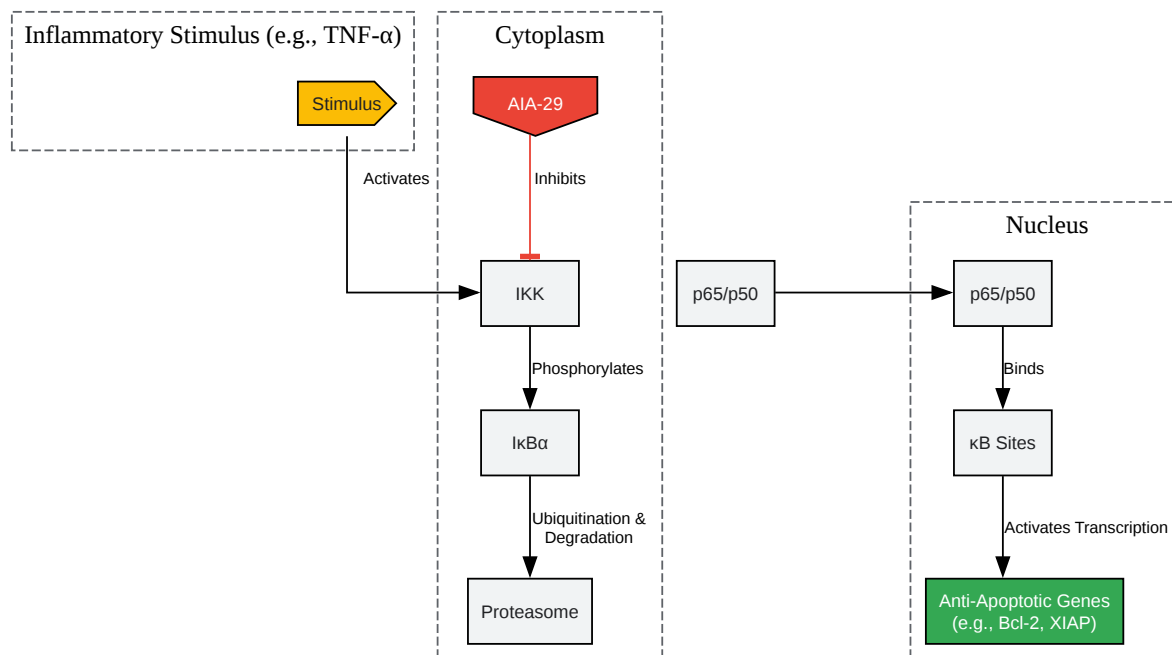 Inflammatory Stimulus (e.g., TNF-α)
Stimulus
Activates
Cytoplasm
AIA-29
Inhibits
IKK
Phosphorylates
IκBα
Ubiquitination &
Degradation
Proteasome
p65/p50
Nucleus
p65/p50
Binds
κB Sites
Activates Transcription
Anti-Apoptotic Genes
(e.g., Bcl-2, XIAP)